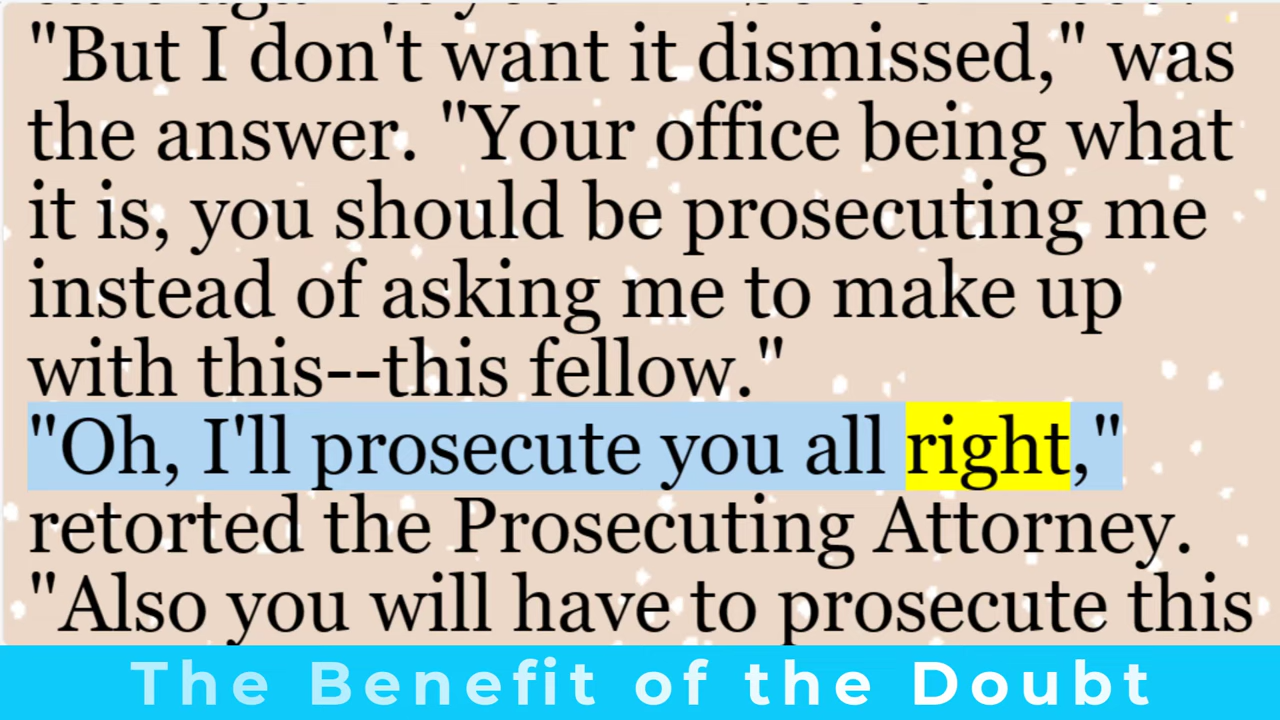 "But I don't want it dismissed," was
the answer. "Your office being what
it is, you should be prosecuting me
instead of asking me to make up
with this--this fellow."
"Oh, I'll prosecute you all right,"
retorted the Prosecuting Attorney.
"Also you will have to prosecute this
The Benefit of the Doubt